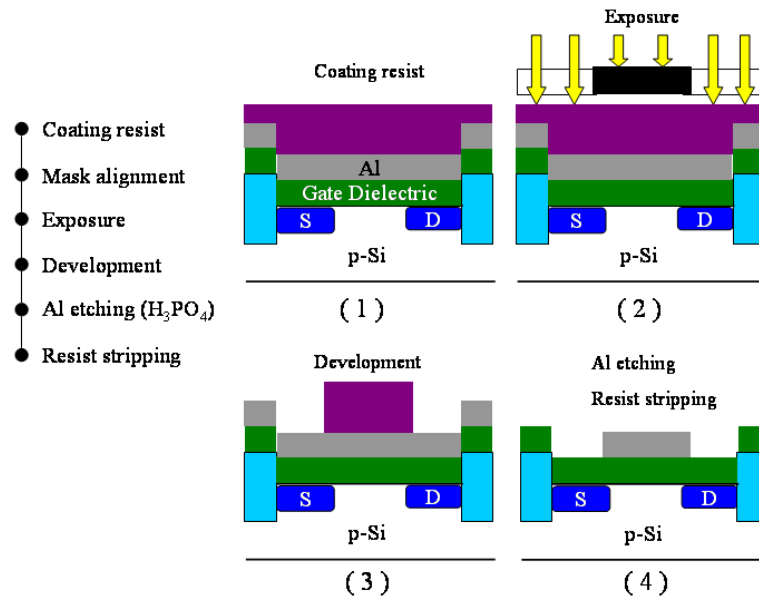 Coating resist
Mask alignment
Exposure
Development
Al etching (H₃PO₄)
Resist stripping
Coating resist
Al
Gate Dielectric
S D
p-Si
( 1 )
Exposure
S D
p-Si
( 2 )
Development
S D
p-Si
( 3 )
Al etching
Resist stripping
S D
p-Si
( 4 )